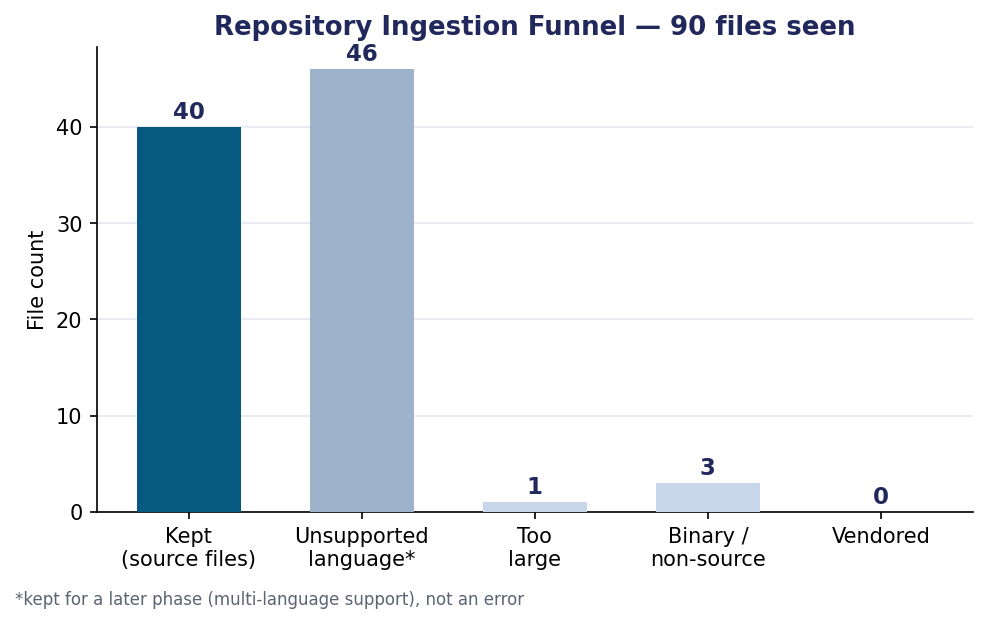 Repository Ingestion Funnel — 90 files seen
46
40
1
3
0
File count
40
30
20
10
0
Kept
(source files)
Unsupported
language*
Too
large
Binary /
non-source
Vendored
*kept for a later phase (multi-language support), not an error